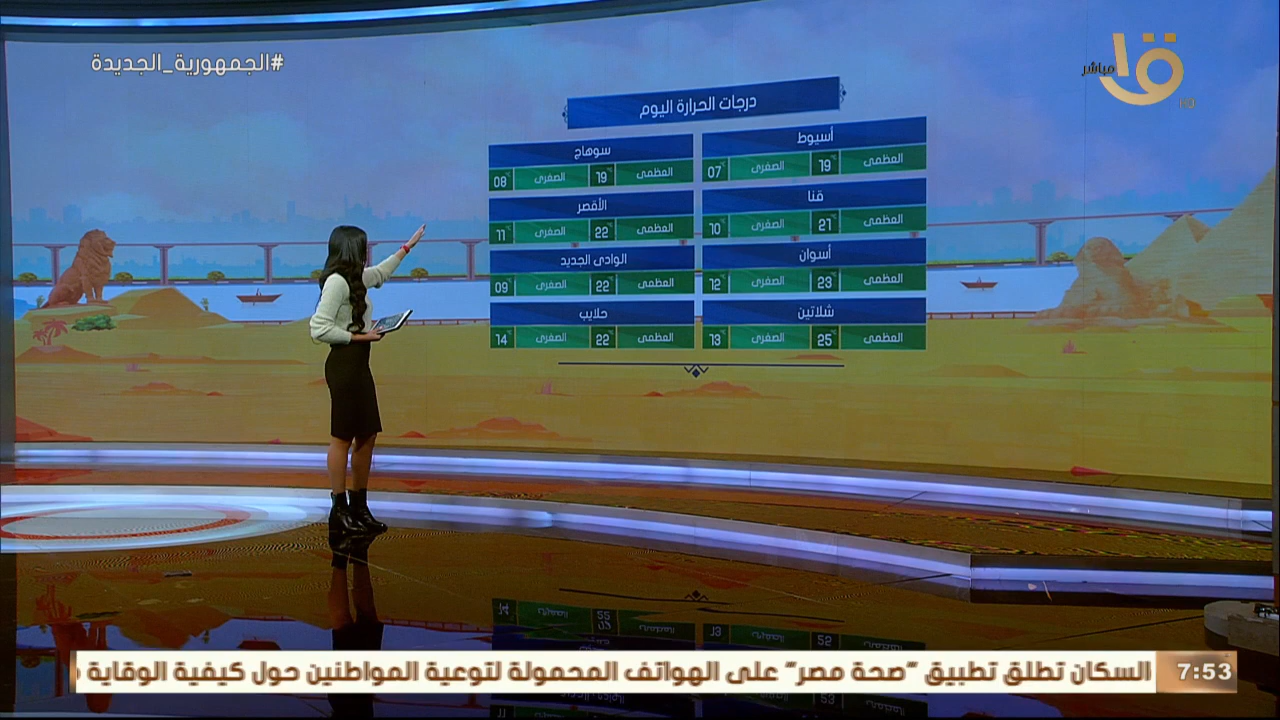 #الجمهورية_الجديدة
مباشر
درجات الحرارة اليوم
أسيوط
العظمى 19 الصغرى 07
سوهاج
العظمى 19 الصغرى 08
قنا
العظمى 21 الصغرى 10
الأقصر
العظمى 22 الصغرى 11
أسوان
العظمى 23 الصغرى 12
الوادى الجديد
العظمى 22 الصغرى 09
شلاتين
العظمى 25 الصغرى 13
حلايب
العظمى 22 الصغرى 14
7:53 السكان تطلق تطبيق "صحة مصر" على الهواتف المحمولة لتوعية المواطنين حول كيفية الوقاية